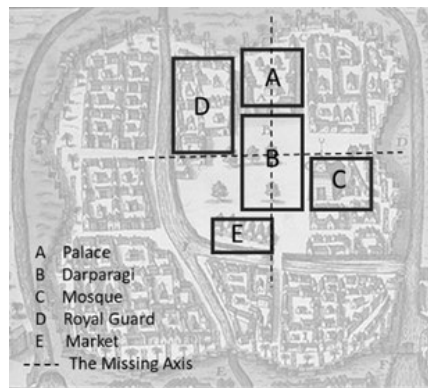 A
D
B
C
E
A Palace
B Darparagi
C Mosque
D Royal Guard
E Market
----- The Missing Axis